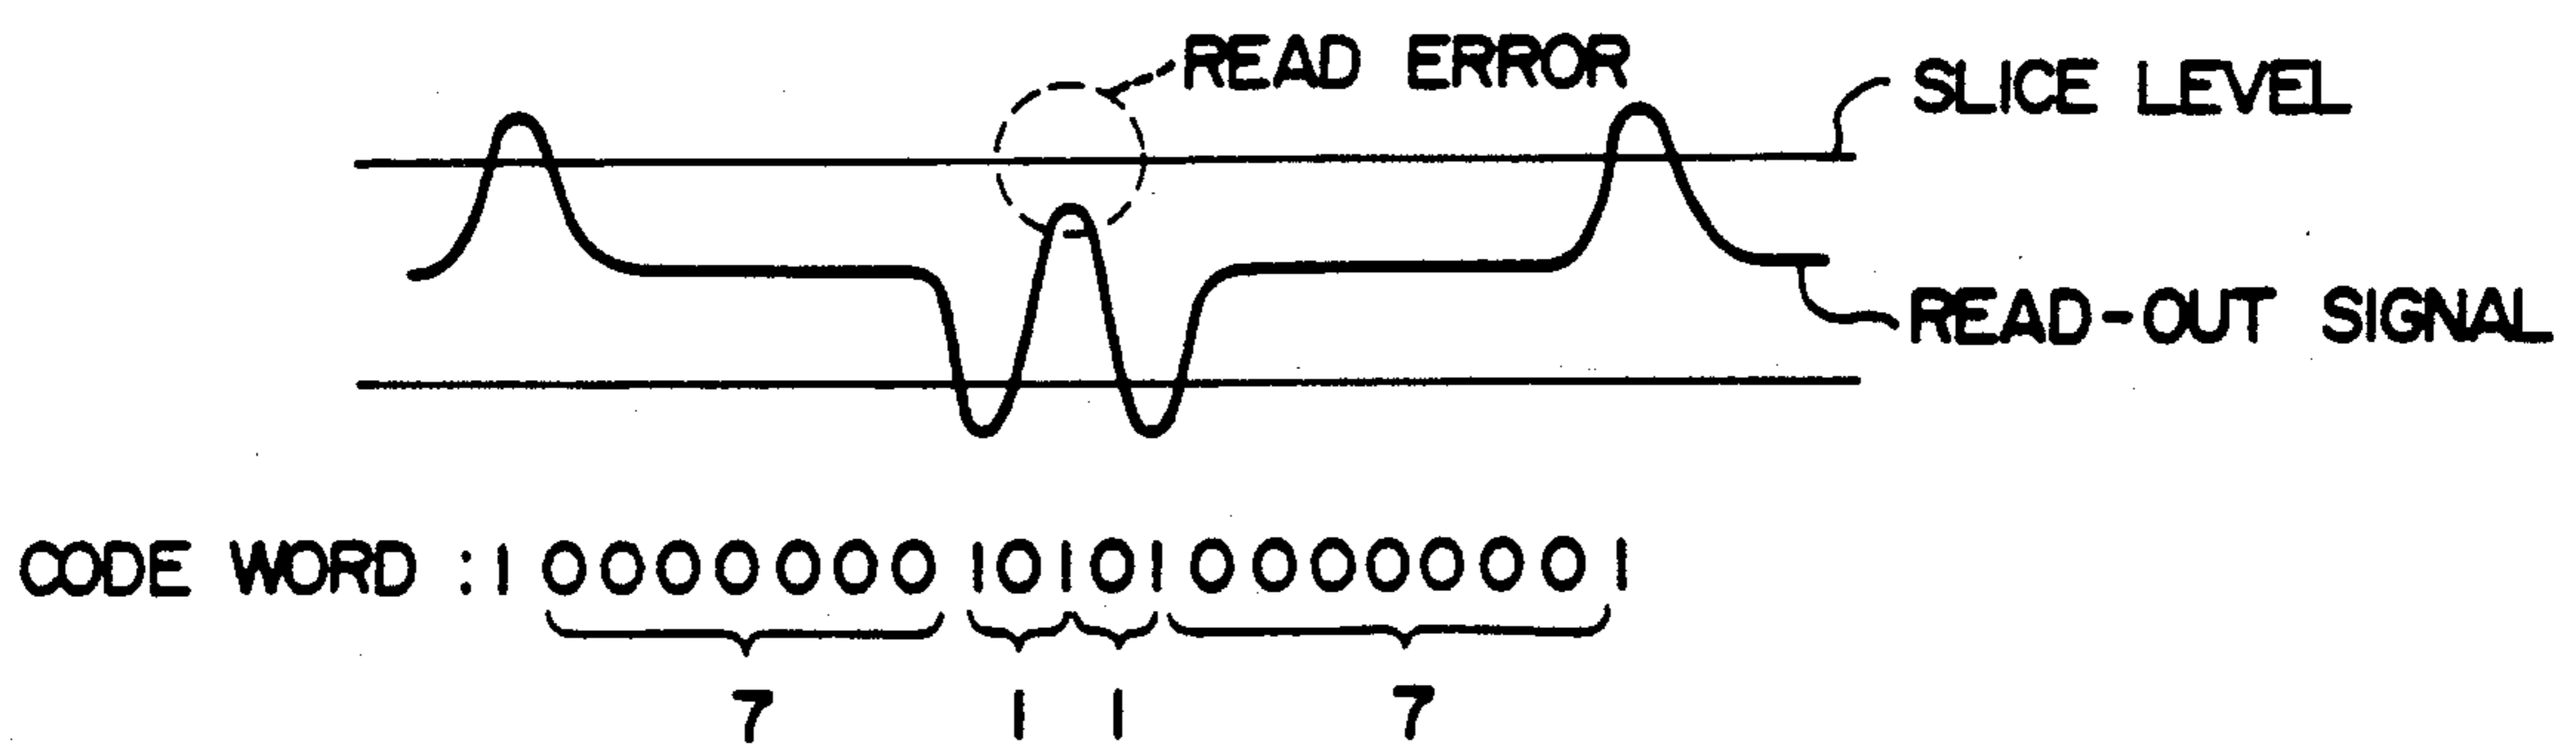 READ ERROR
SLICE LEVEL
READ-OUT SIGNAL
CODE WORD : 1 0000000 10101 0000000 1
7 1 1 7